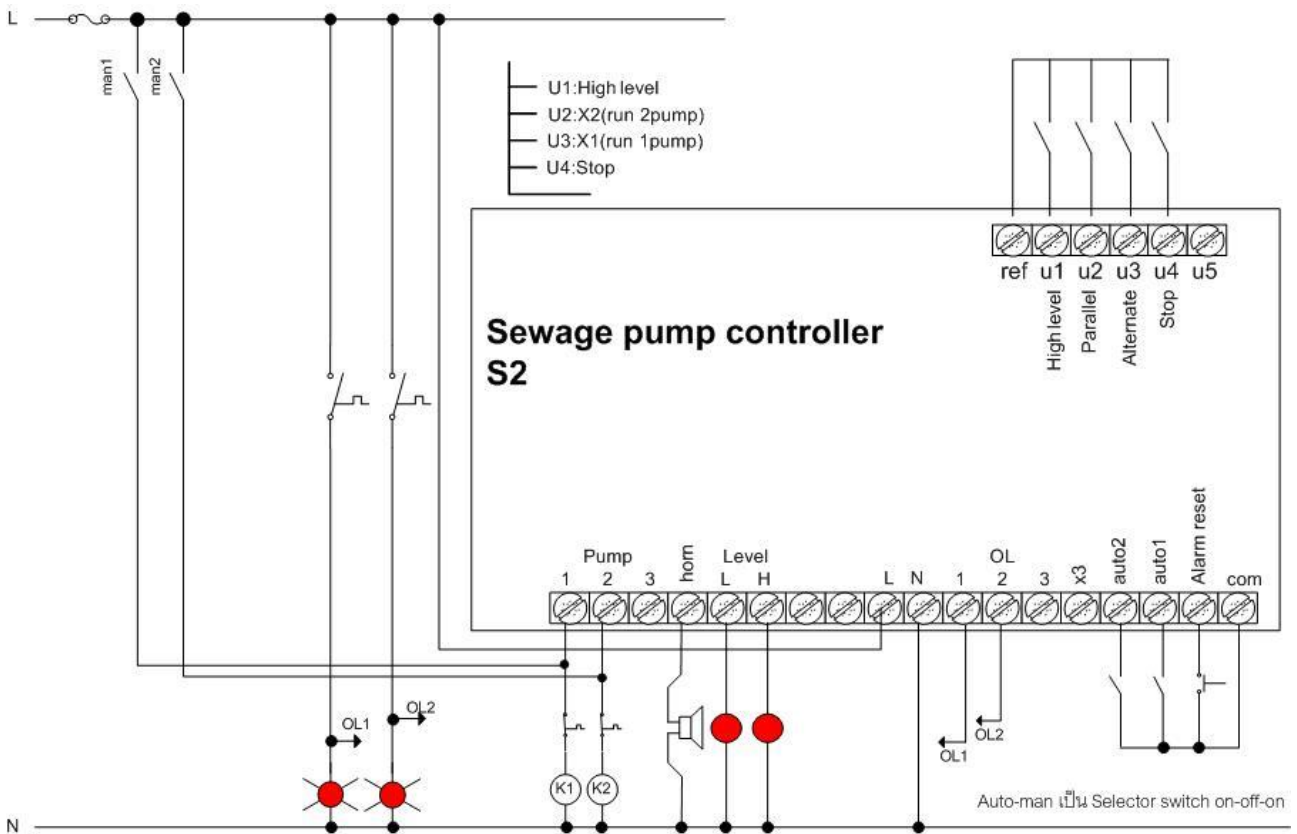 L
man1
man2
U1:High level
U2:X2(run 2pump)
U3:X1(run 1pump)
U4:Stop
ref u1 u2 u3 u4 u5
High level
Parallel
Alternate
Stop
Sewage pump controller
S2
Pump
1 2 3
horn
Level
L H
L N
OL
1 2 3
x3
auto2
auto1
Alarm reset
com
OL1
OL2
OL1
OL2
K1
K2
Auto-man เป็น Selector switch on-off-on
N